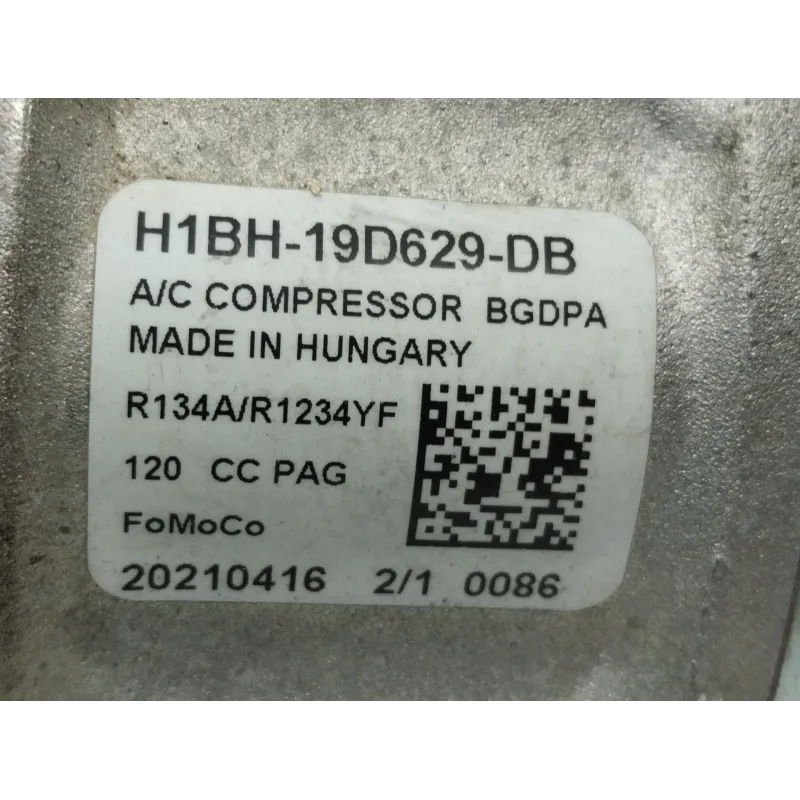 H1BH-19D629-DB
A/C COMPRESSOR BGDPA
MADE IN HUNGARY
R134A/R1234YF
120 CC PAG
FoMoCo
20210416 2/1 0086